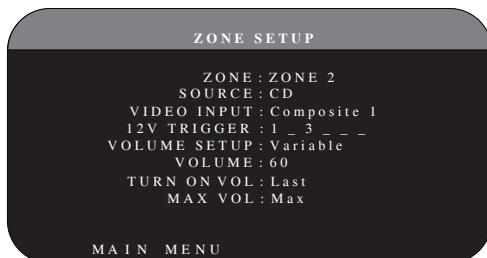 ZONE SETUP
ZONE : ZONE 2
SOURCE : CD
VIDEO INPUT : Composite 1
12V TRIGGER : 1 _ 3 _ _ _
VOLUME SETUP : Variable
VOLUME : 60
TURN ON VOL : Last
MAX VOL : Max
MAIN MENU